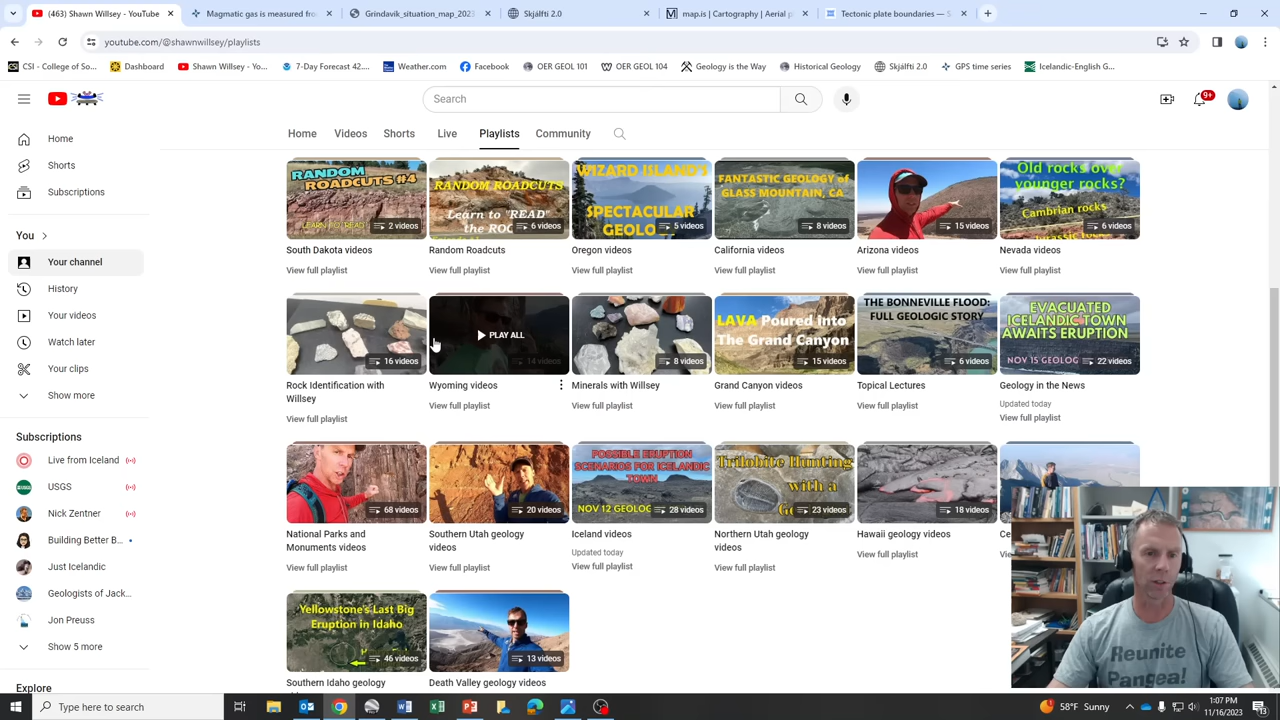 (463) Shawn Willsey - YouTube
Magmatic gas is measured fro
Grindavik_situation_map_2023
Skjálfti 2.0
map.is Cartography | Aerial p
Tectonic plate boundaries —
youtube.com/@shawnwillsey/playlists
CSI - College of So...
Dashboard
Shawn Willsey - Yo...
7-Day Forecast 42....
Weather.com
Facebook
OER GEOL 101
OER GEOL 104
Geology is the Way
Historical Geology
Skjálfti 2.0
GPS time series
Icelandic-English G...
Search
9+
Home
Videos
Shorts
Live
Playlists
Community
Home
Shorts
Subscriptions
You
Your channel
History
Your videos
Watch later
Your clips
Show more
Subscriptions
Live from Iceland
USGS
Nick Zentner
Building Better B...
Just Icelandic
Geologists of Jack...
Jon Preuss
Show 5 more
Explore
RANDOM
ROADCUTS #4
2 videos
South Dakota videos
View full playlist
RANDOM ROADCUTS
Learn to "READ"
the ROC
6 videos
Random Roadcuts
View full playlist
WIZARD ISLAND'S
SPECTACULAR
GEOLO
5 videos
Oregon videos
View full playlist
FANTASTIC GEOLOGY of
GLASS MOUNTAIN, CA
8 videos
California videos
View full playlist
15 videos
Arizona videos
View full playlist
Old rocks over
younger rocks?
Cambrian rocks
6 videos
Nevada videos
View full playlist
16 videos
Rock Identification with
Willsey
View full playlist
PLAY ALL
14 videos
Wyoming videos
View full playlist
8 videos
Minerals with Willsey
View full playlist
LAVA Poured Into
The Grand Canyon
15 videos
Grand Canyon videos
View full playlist
THE BONNEVILLE FLOOD:
FULL GEOLOGIC STORY
6 videos
Topical Lectures
View full playlist
EVACUATED
ICELANDIC TOWN
AWAITS ERUPTION
NOV 15 GEOLOG
22 videos
Geology in the News
Updated today
View full playlist
68 videos
National Parks and
Monuments videos
View full playlist
20 videos
Southern Utah geology
videos
View full playlist
POSSIBLE ERUPTION
SCENARIOS FOR ICELANDIC
TOWN
NOV 12 GEOLOG
28 videos
Iceland videos
Updated today
View full playlist
Trilobite Hunting
with a
23 videos
Northern Utah geology
videos
View full playlist
18 videos
Hawaii geology videos
View full playlist
Yellowstone's Last Big
Eruption in Idaho
46 videos
Southern Idaho geology
13 videos
Death Valley geology videos
Reunite
Pangea!
Type here to search
58°F Sunny
1:07 PM
11/16/2023